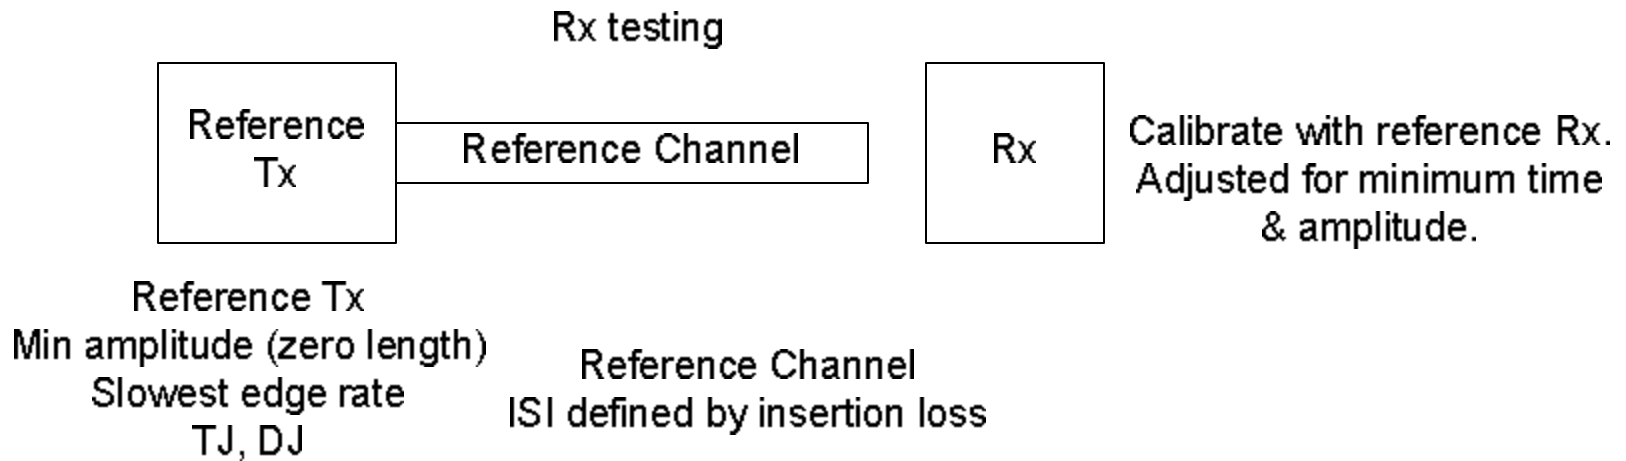 Rx testing
Reference
Tx
Reference Channel
Rx
Calibrate with reference Rx.
Adjusted for minimum time
& amplitude.
Reference Tx
Min amplitude (zero length)
Slowest edge rate
TJ, DJ
Reference Channel
ISI defined by insertion loss